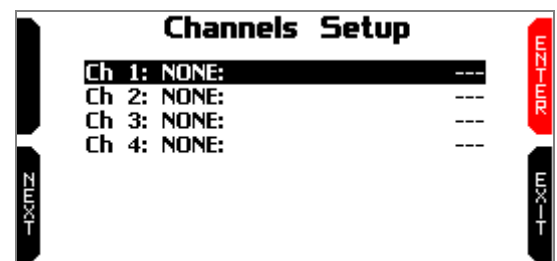 Channels Setup
Ch 1: NONE: ---
Ch 2: NONE: ---
Ch 3: NONE: ---
Ch 4: NONE: ---
ENTER
NEXT
EXIT